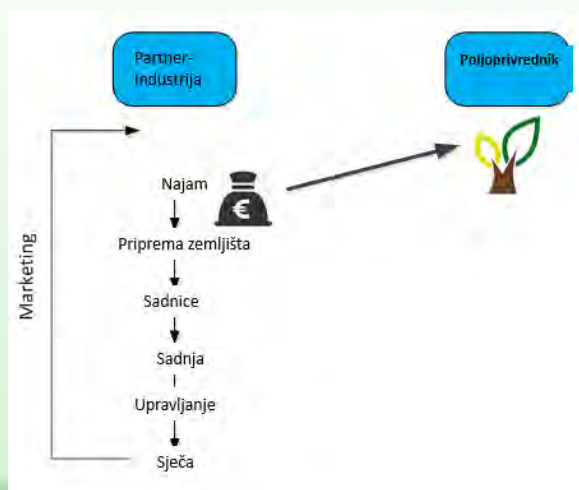 Partner-
Industrija
Poljoprivrednik
Najam
€
Priprema zemljišta
Sadnice
Sadnja
Upravljanje
Sječa
Marketing